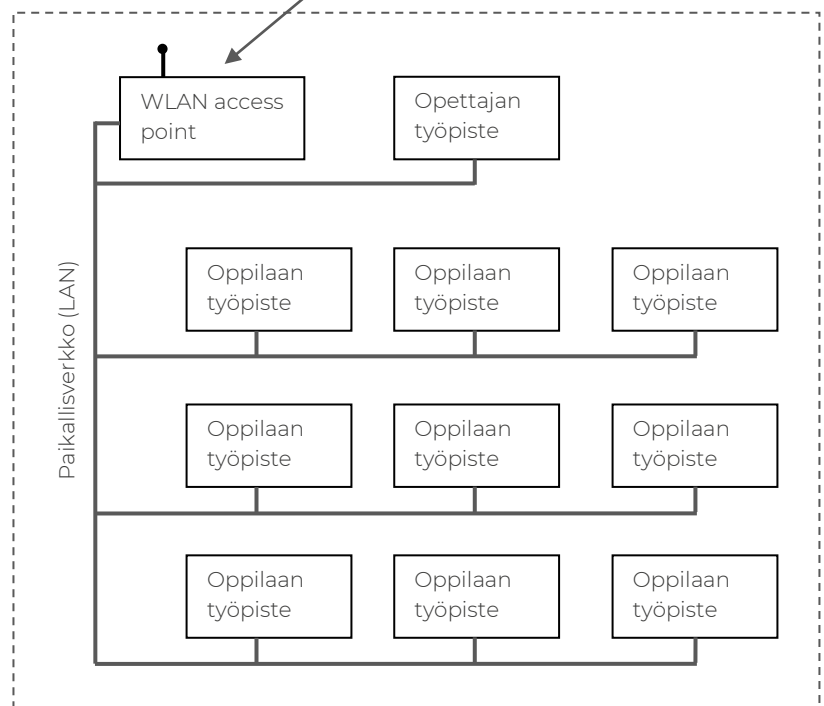 WLAN access
point
Opettajan
työpiste
Paikallisverkko (LAN)
Oppilaan
työpiste
Oppilaan
työpiste
Oppilaan
työpiste
Oppilaan
työpiste
Oppilaan
työpiste
Oppilaan
työpiste
Oppilaan
työpiste
Oppilaan
työpiste
Oppilaan
työpiste